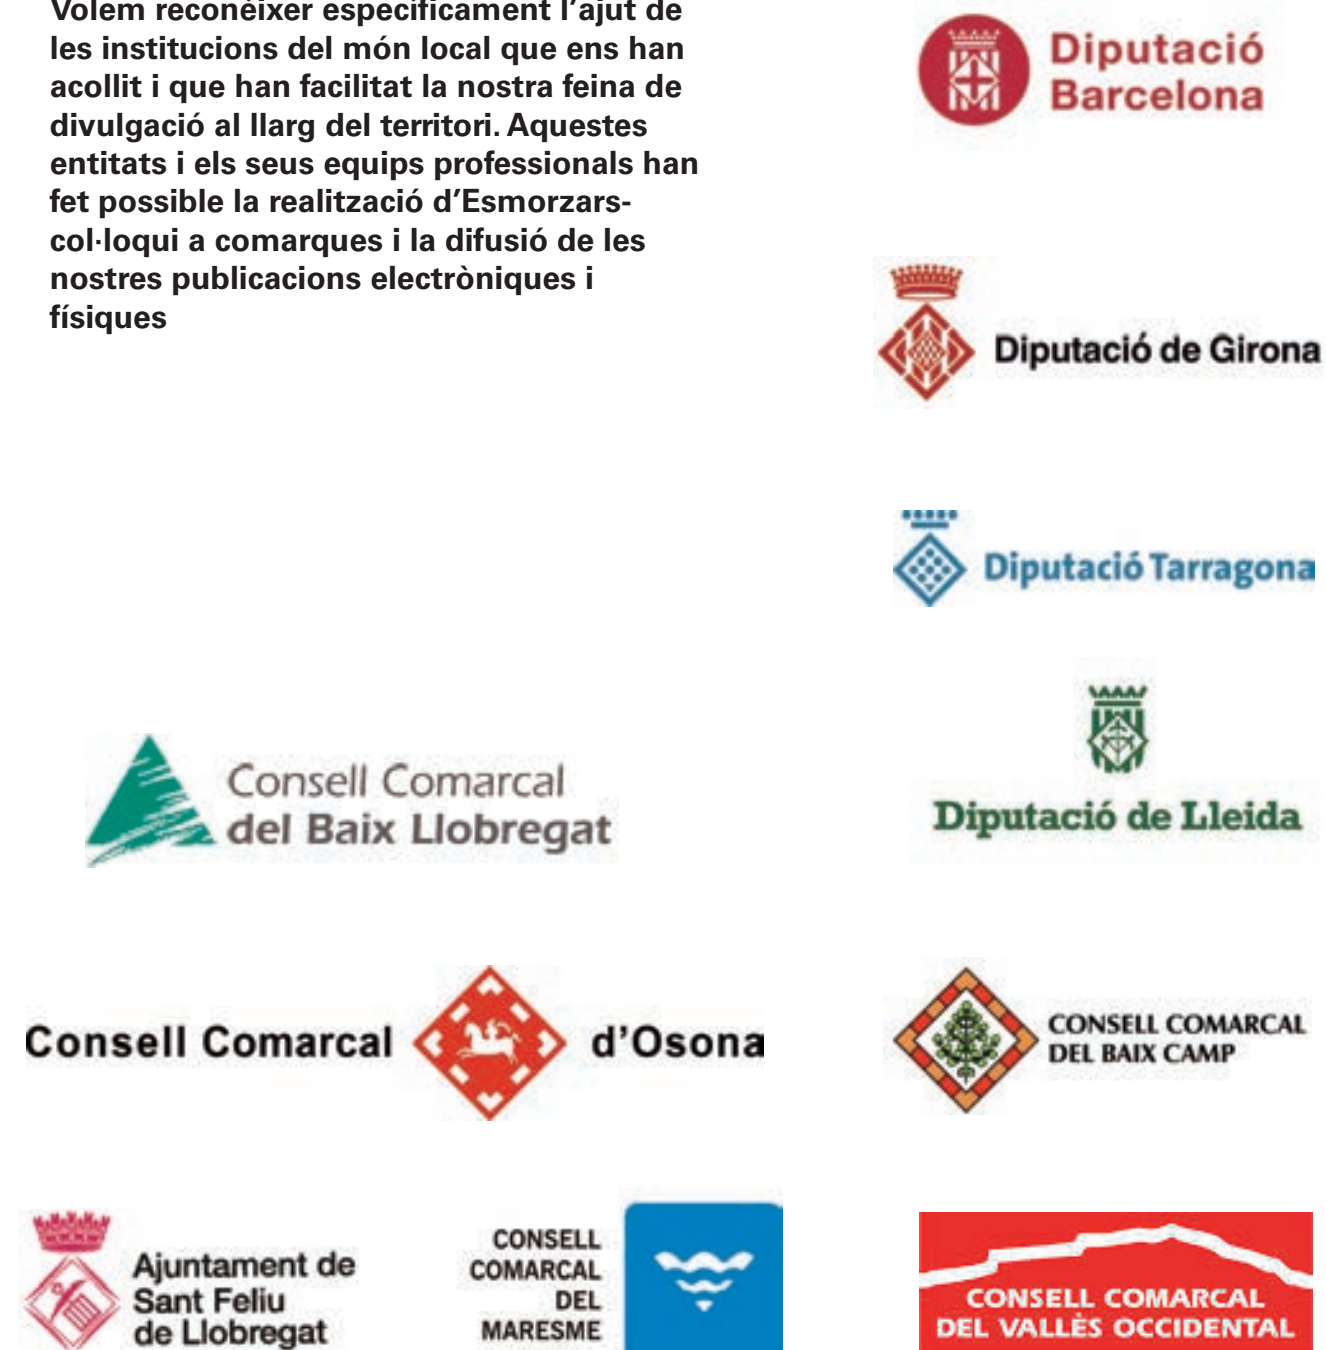 Volem reconèixer específicament l’ajut de
les institucions del món local que ens han
acollit i que han facilitat la nostra feina de
divulgació al llarg del territori. Aquestes
entitats i els seus equips professionals han
fet possible la realització d’Esmorzars-
col·loqui a comarques i la difusió de les
nostres publicacions electròniques i
físiques
Diputació
Barcelona
Diputació de Girona
Diputació Tarragona
Diputació de Lleida
Consell Comarcal
del Baix Llobregat
Consell Comarcal d'Osona
CONSELL COMARCAL
DEL BAIX CAMP
Ajuntament de
Sant Feliu
de Llobregat
CONSELL
COMARCAL
DEL
MARESME
CONSELL COMARCAL
DEL VALLÈS OCCIDENTAL